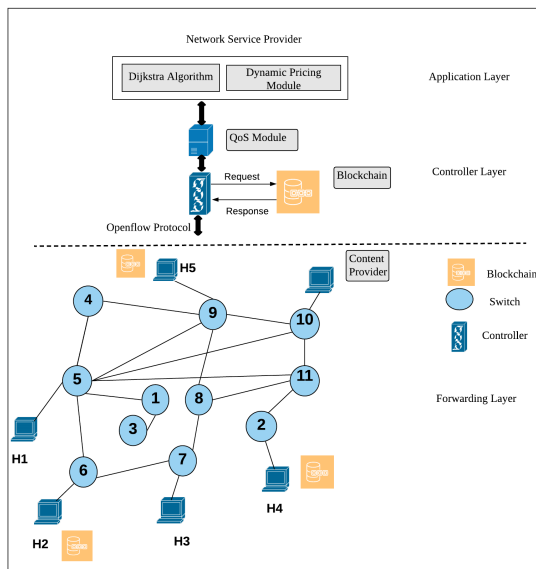 Network Service Provider
Dijkstra Algorithm
Dynamic Pricing
Module
Application Layer
QoS Module
Request
Blockchain
Controller Layer
Response
Openflow Protocol
H5
Content
Provider
Blockchain
4
9
10
Switch
Controller
5
11
1
8
Forwarding Layer
3
2
H1
6
7
H4
H2
H3